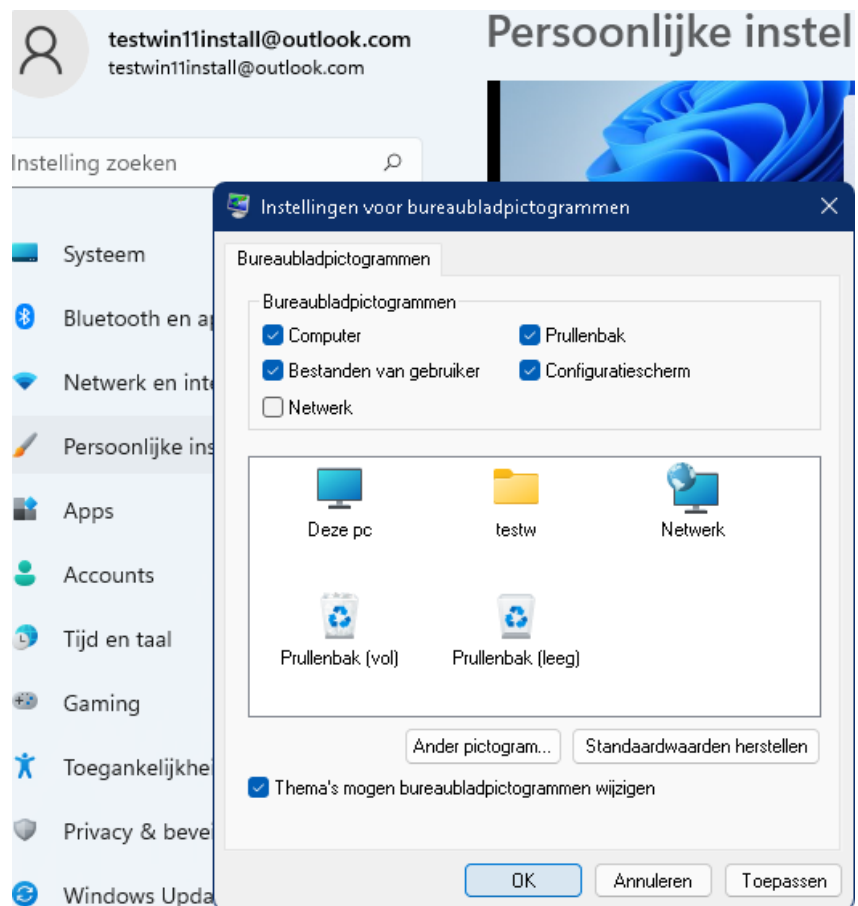 testwin11install@outlook.com
testwin11install@outlook.com
Persoonlijke instel
Instelling zoeken
Systeem
Bluetooth en ap
Netwerk en inte
Persoonlijke ins
Apps
Accounts
Tijd en taal
Gaming
Toegankelijkhei
Privacy & bevei
Windows Upda
Instellingen voor bureaubladpictogrammen
Bureaubladpictogrammen
Bureaubladpictogrammen
Computer
Prullenbak
Bestanden van gebruiker
Configuratiescherm
Netwerk
Deze pc
testw
Netwerk
Prullenbak (vol)
Prullenbak (leeg)
Ander pictogram...
Standaardwaarden herstellen
Thema's mogen bureaubladpictogrammen wijzigen
OK
Annuleren
Toepassen